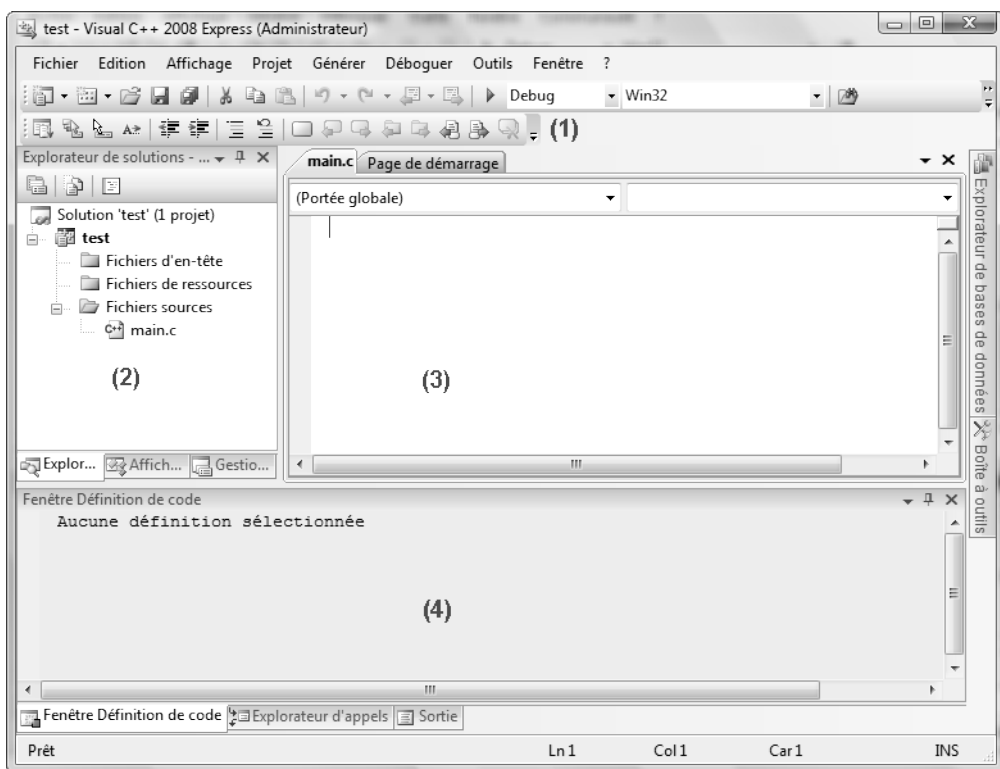 test - Visual C++ 2008 Express (Administrateur)
Fichier Edition Affichage Projet Générer Déboguer Outils Fenêtre ?
Debug Win32
(1)
Explorateur de solutions - ...
main.c Page de démarrage
(Portée globale)
Solution 'test' (1 projet)
test
Fichiers d'en-tête
Fichiers de ressources
Fichiers sources
main.c
(2)
(3)
Explor... Affich... Gestio...
Explorateur de bases de données
Boîte à outils
Fenêtre Définition de code
Aucune définition sélectionnée
(4)
Fenêtre Définition de code Explorateur d'appels Sortie
Prêt Ln 1 Col 1 Car 1 INS